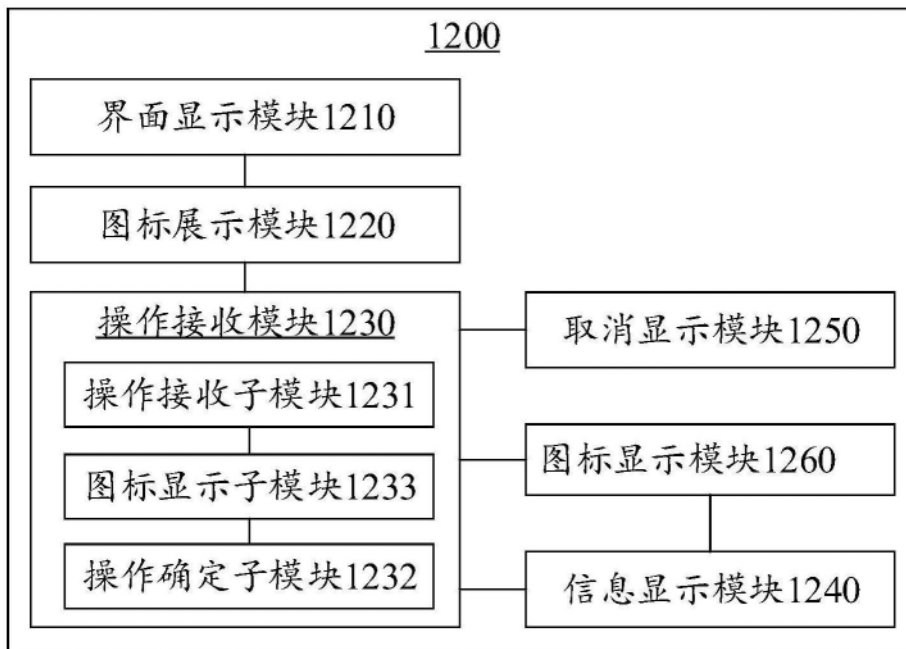 1200
界面显示模块1210
图标展示模块1220
操作接收模块1230
操作接收子模块1231
图标显示子模块1233
操作确定子模块1232
取消显示模块1250
图标显示模块1260
信息显示模块1240